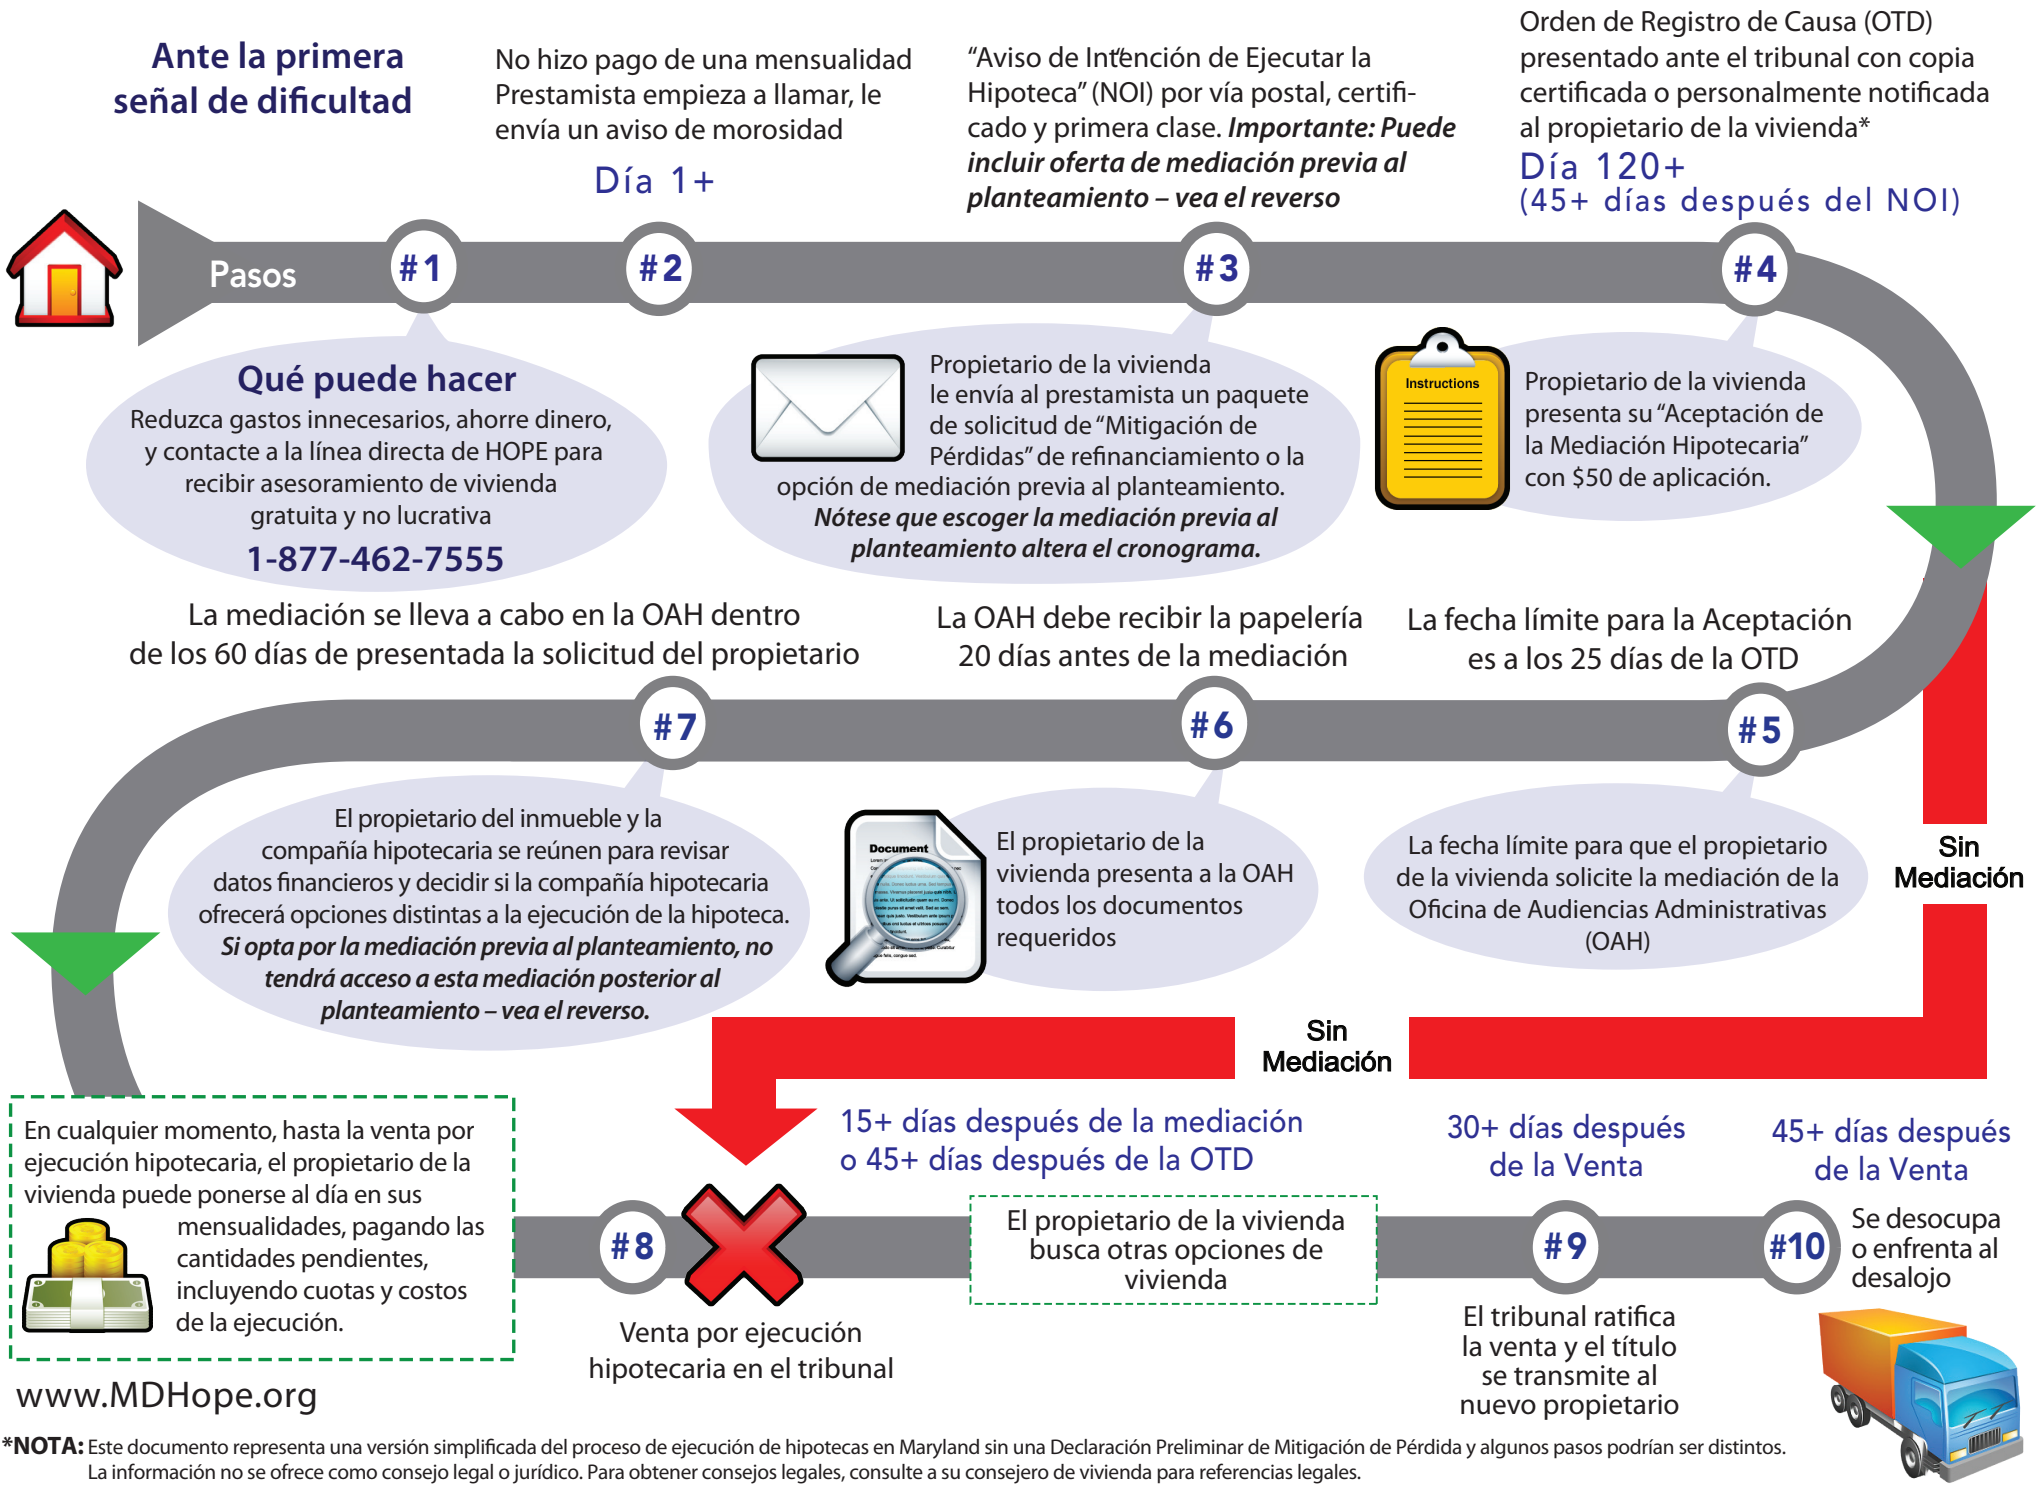 Ante la primera
señal de dificultad
No hizo pago de una mensualidad
Prestamista empieza a llamar, le
envía un aviso de morosidad
Día 1+
“Aviso de Int“ención de Ejecutar la
Hipoteca” (NOI) por vía postal, certifi-
cado y primera clase. Importante: Puede
incluir oferta de mediación previa al
planteamiento – vea el reverso
Orden de Registro de Causa (OTD)
presentado ante el tribunal con copia
certificada o personalmente notificada
al propietario de la vivienda*
Día 120+
(45+ días después del NOI)
Pasos
#1
#2
#3
#4
Qué puede hacer
Reduzca gastos innecesarios, ahorre dinero,
y contacte a la línea directa de HOPE para
recibir asesoramiento de vivienda
gratuita y no lucrativa
1-877-462-7555
Propietario de la vivienda
le envía al prestamista un paquete
de solicitud de “Mitigación de
Pérdidas” de refinanciamiento o la
opción de mediación previa al planteamiento.
Nótese que escoger la mediación previa al
planteamiento altera el cronograma.
Instructions
Propietario de la vivienda
presenta su “Aceptación de
la Mediación Hipotecaria”
con $50 de aplicación.
La mediación se lleva a cabo en la OAH dentro
de los 60 días de presentada la solicitud del propietario
La OAH debe recibir la papelería
20 días antes de la mediación
La fecha límite para la Aceptación
es a los 25 días de la OTD
#7
#6
#5
El propietario del inmueble y la
compañía hipotecaria se reúnen para revisar
datos financieros y decidir si la compañía hipotecaria
ofrecerá opciones distintas a la ejecución de la hipoteca.
Si opta por la mediación previa al planteamiento, no
tendrá acceso a esta mediación posterior al
planteamiento – vea el reverso.
Document
El propietario de la
vivienda presenta a la OAH
todos los documentos
requeridos
La fecha límite para que el propietario
de la vivienda solicite la mediación de la
Oficina de Audiencias Administrativas
(OAH)
Sin
Mediación
Sin
Mediación
En cualquier momento, hasta la venta por
ejecución hipotecaria, el propietario de la
vivienda puede ponerse al día en sus
mensualidades, pagando las
cantidades pendientes,
incluyendo cuotas y costos
de la ejecución.
#8
Venta por ejecución
hipotecaria en el tribunal
15+ días después de la mediación
o 45+ días después de la OTD
El propietario de la vivienda
busca otras opciones de
vivienda
30+ días después
de la Venta
#9
El tribunal ratifica
la venta y el título
se transmite al
nuevo propietario
45+ días después
de la Venta
#10
Se desocupa
o enfrenta al
desalojo
www.MDHope.org
*NOTA: Este documento representa una versión simplificada del proceso de ejecución de hipotecas en Maryland sin una Declaración Preliminar de Mitigación de Pérdida y algunos pasos podrían ser distintos.
La información no se ofrece como consejo legal o jurídico. Para obtener consejos legales, consulte a su consejero de vivienda para referencias legales.